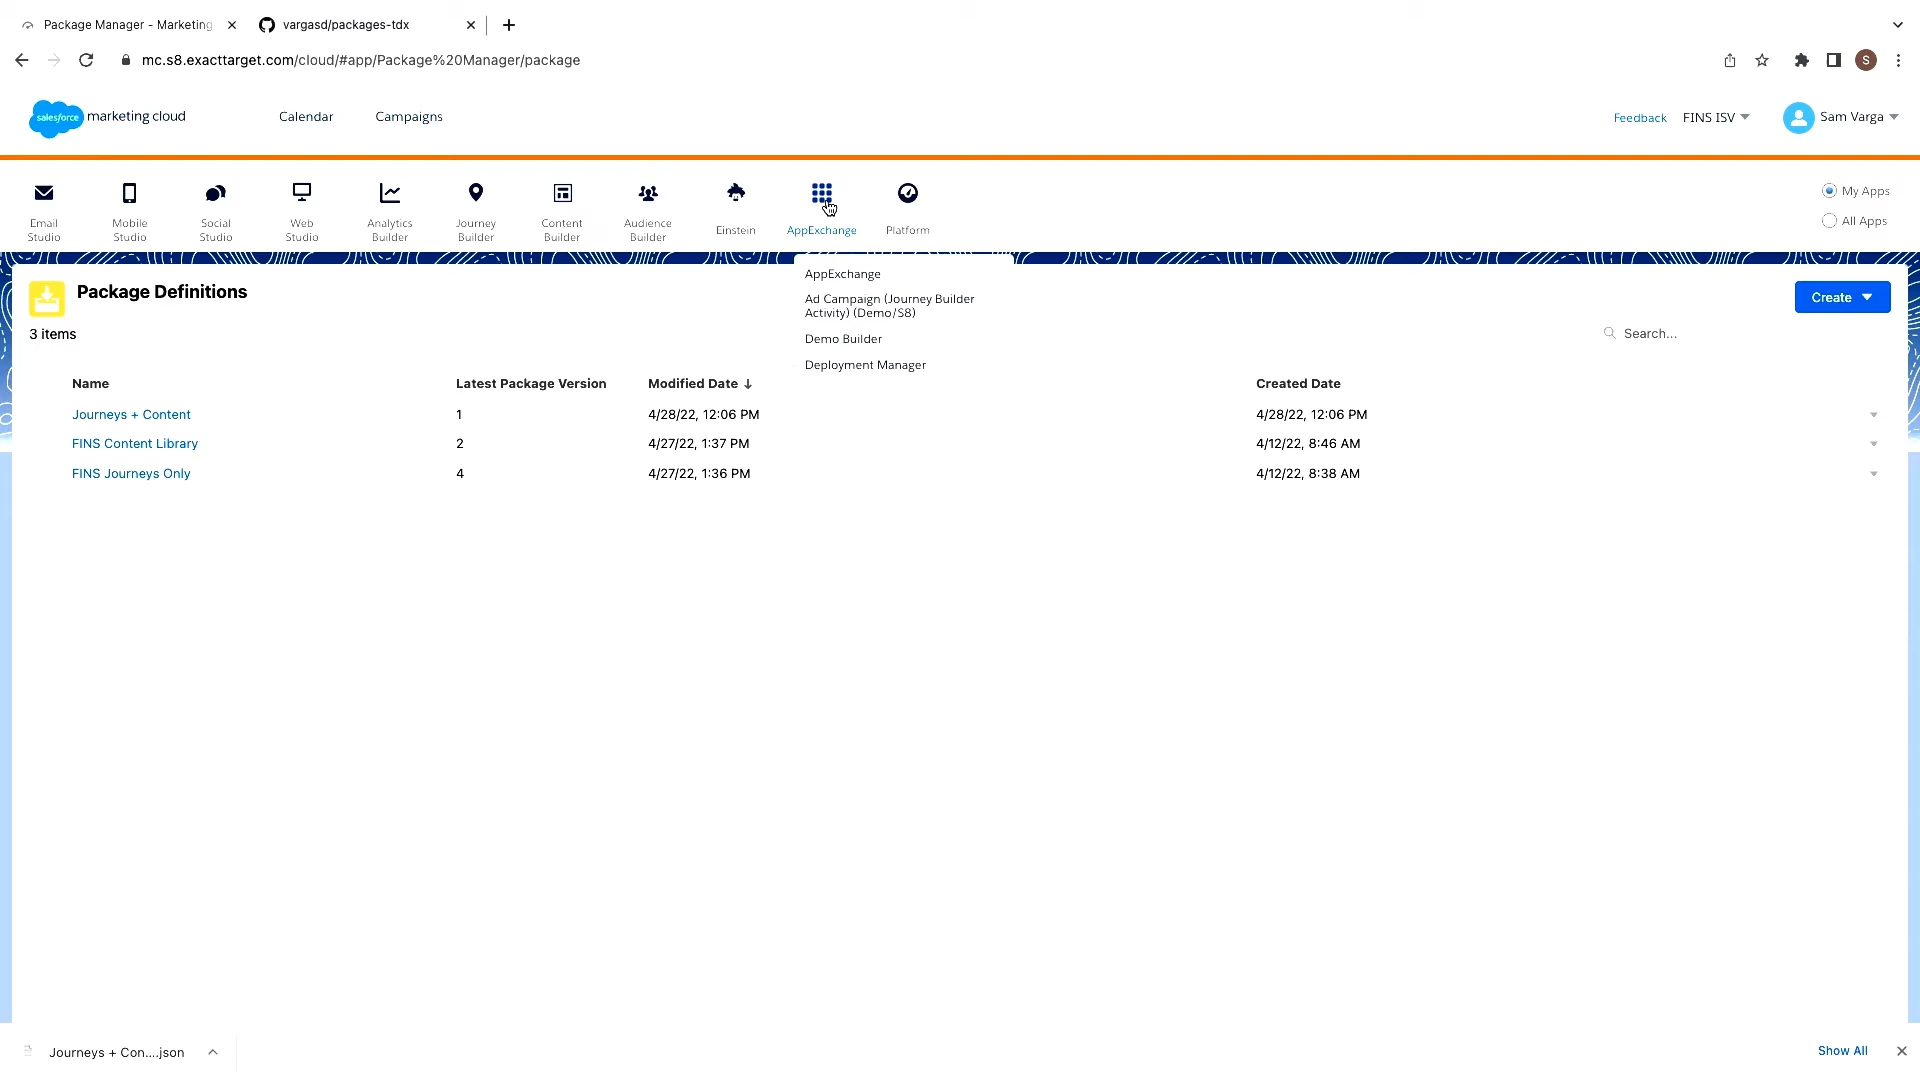 Package Manager - Marketing
vargasd/packages-tdx
mc.s8.exacttarget.com/cloud/#app/Package%20Manager/package
S
salesforce marketing cloud
Calendar
Campaigns
Feedback
FINS ISV
Sam Varga
Email
Studio
Mobile
Studio
Social
Studio
Web
Studio
Analytics
Builder
Journey
Builder
Content
Builder
Audience
Builder
Einstein
AppExchange
Platform
My Apps
All Apps
AppExchange
Ad Campaign (Journey Builder
Activity) (Demo/S8)
Demo Builder
Deployment Manager
Package Definitions
3 items
Create
Search...
Name Latest Package Version Modified Date Created Date
Journeys + Content 1 4/28/22, 12:06 PM 4/28/22, 12:06 PM
FINS Content Library 2 4/27/22, 1:37 PM 4/12/22, 8:46 AM
FINS Journeys Only 4 4/27/22, 1:36 PM 4/12/22, 8:38 AM
Journeys + Con....json
Show All